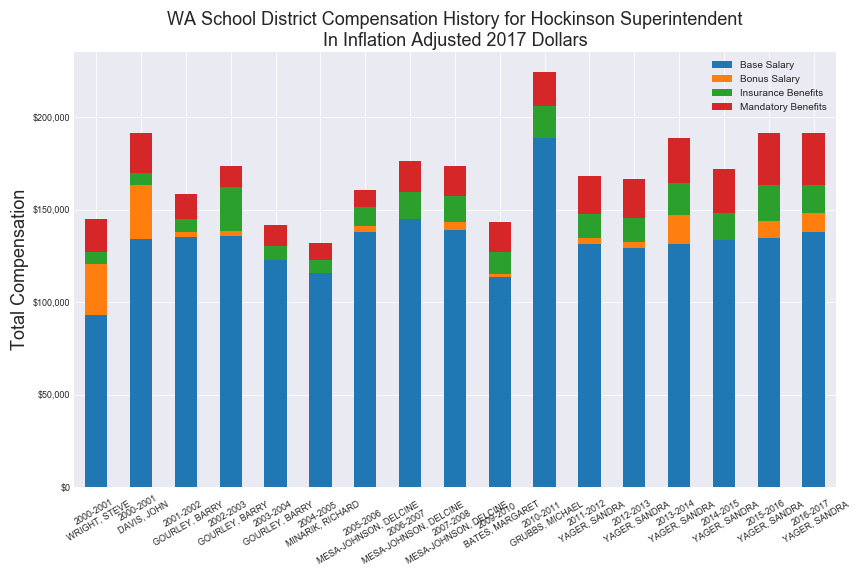 WA School District Compensation History for Hockinson Superintendent
In Inflation Adjusted 2017 Dollars
Base Salary
Bonus Salary
Insurance Benefits
Mandatory Benefits
Total Compensation
$200,000
$150,000
$100,000
$50,000
$0
2000-2001
WRIGHT, STEVE
2000-2001
DAVIS, JOHN
2001-2002
GOURLEY, BARRY
2002-2003
GOURLEY, BARRY
2003-2004
GOURLEY, BARRY
2004-2005
MINARIK, RICHARD
2005-2006
MESA-JOHNSON, DELCINE
2006-2007
MESA-JOHNSON, DELCINE
2007-2008
MESA-JOHNSON, DELCINE
2009-2010
BATES, MARGARET
2010-2011
GRUBBS, MICHAEL
2011-2012
YAGER, SANDRA
2012-2013
YAGER, SANDRA
2013-2014
YAGER, SANDRA
2014-2015
YAGER, SANDRA
2015-2016
YAGER, SANDRA
2016-2017
YAGER, SANDRA